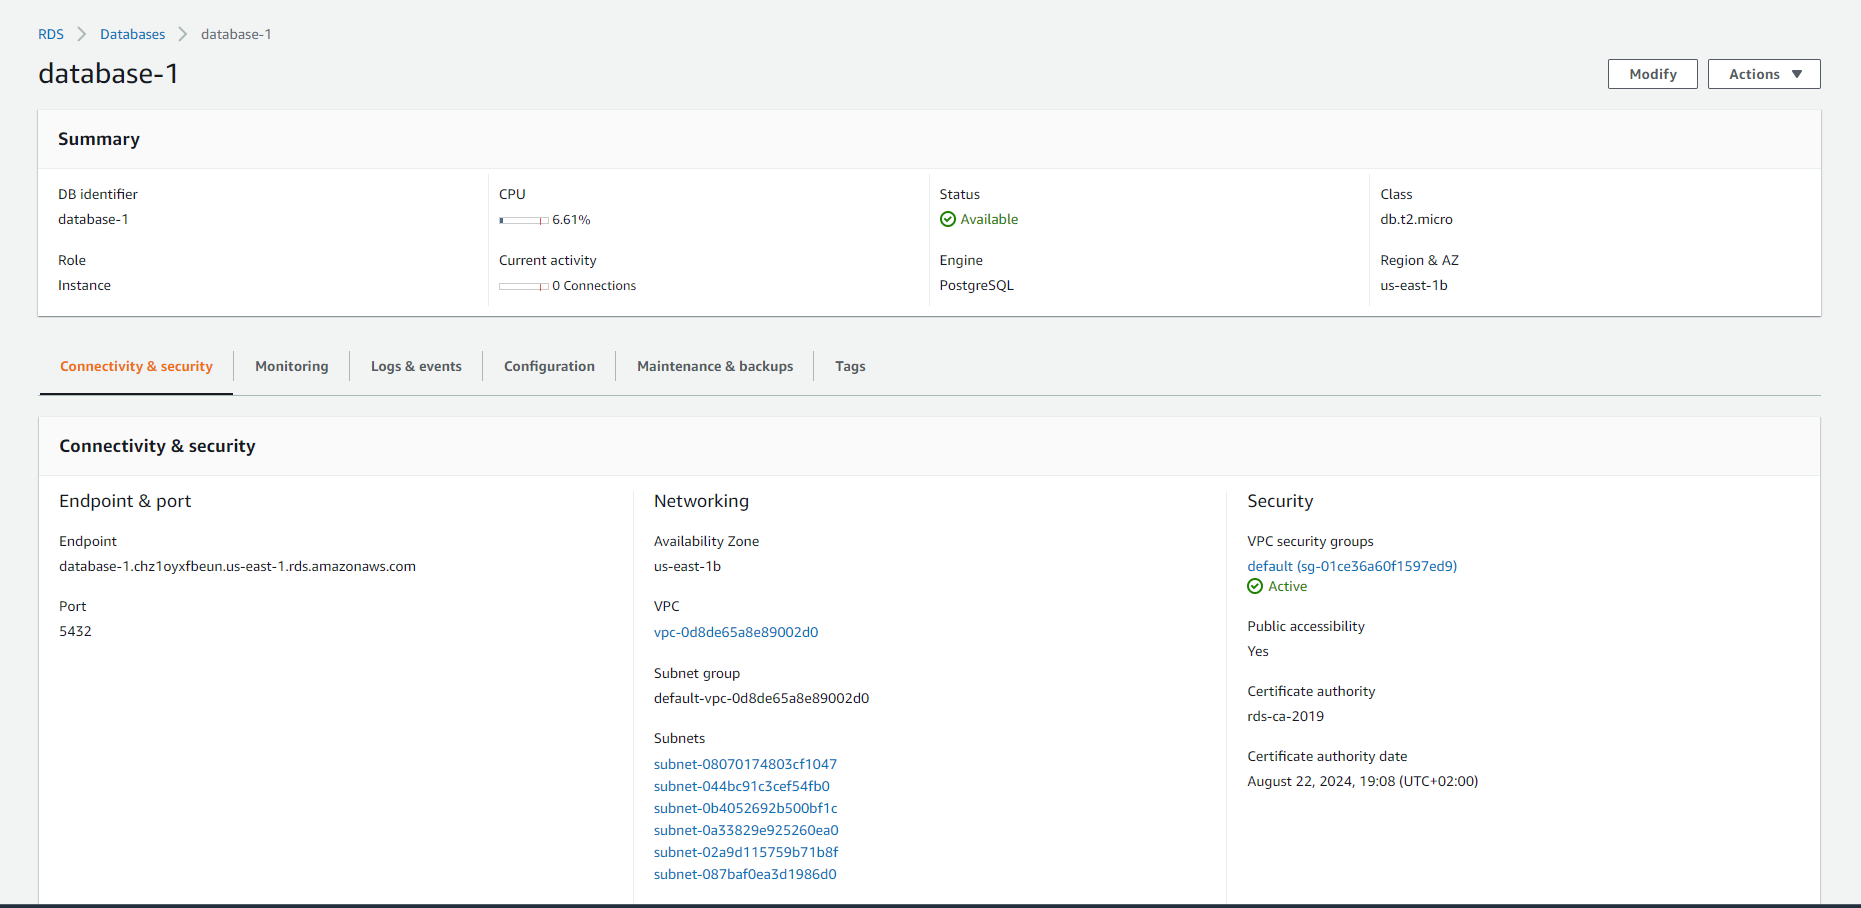 RDS > Databases > database-1
database-1
Modify
Actions
Summary
DB identifier
database-1
CPU
6.61%
Status
Available
Class
db.t2.micro
Role
Instance
Current activity
0 Connections
Engine
PostgreSQL
Region & AZ
us-east-1b
Connectivity & security
Monitoring
Logs & events
Configuration
Maintenance & backups
Tags
Connectivity & security
Endpoint & port
Endpoint
database-1.chz1oyxfbeun.us-east-1.rds.amazonaws.com
Port
5432
Networking
Availability Zone
us-east-1b
VPC
vpc-0d8de65a8e89002d0
Subnet group
default-vpc-0d8de65a8e89002d0
Subnets
subnet-08070174803cf1047
subnet-044bc91c3cef54fb0
subnet-0b4052692b500bf1c
subnet-0a33829e925260ea0
subnet-02a9d115759b71b8f
subnet-087baf0ea3d1986d0
Security
VPC security groups
default (sg-01ce36a60f1597ed9)
Active
Public accessibility
Yes
Certificate authority
rds-ca-2019
Certificate authority date
August 22, 2024, 19:08 (UTC+02:00)